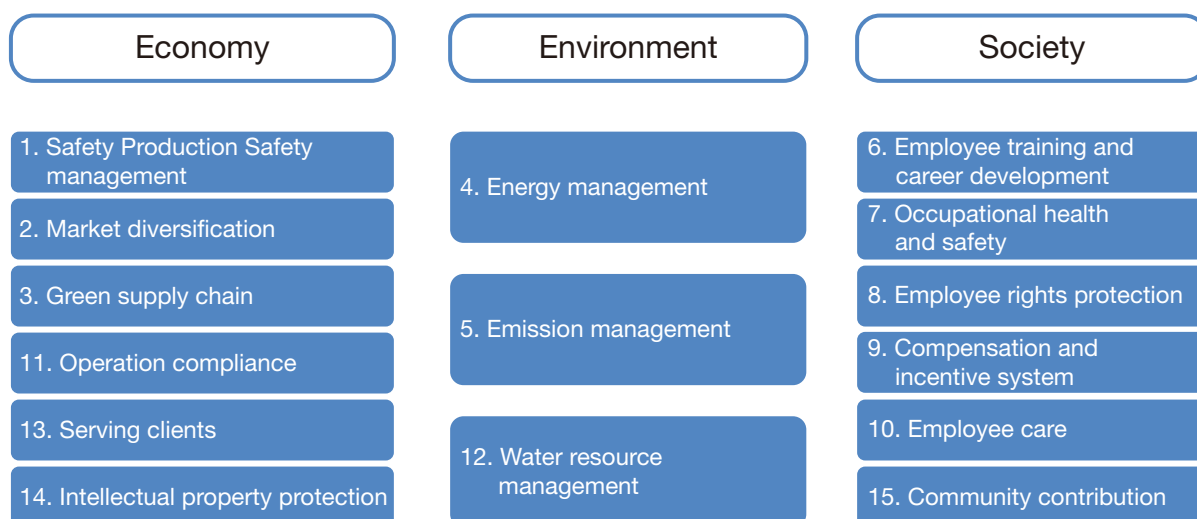 Economy
1. Safety Production Safety
management
2. Market diversification
3. Green supply chain
11. Operation compliance
13. Serving clients
14. Intellectual property protection
Environment
4. Energy management
5. Emission management
12. Water resource
management
Society
6. Employee training and
career development
7. Occupational health
and safety
8. Employee rights protection
9. Compensation and
incentive system
10. Employee care
15. Community contribution